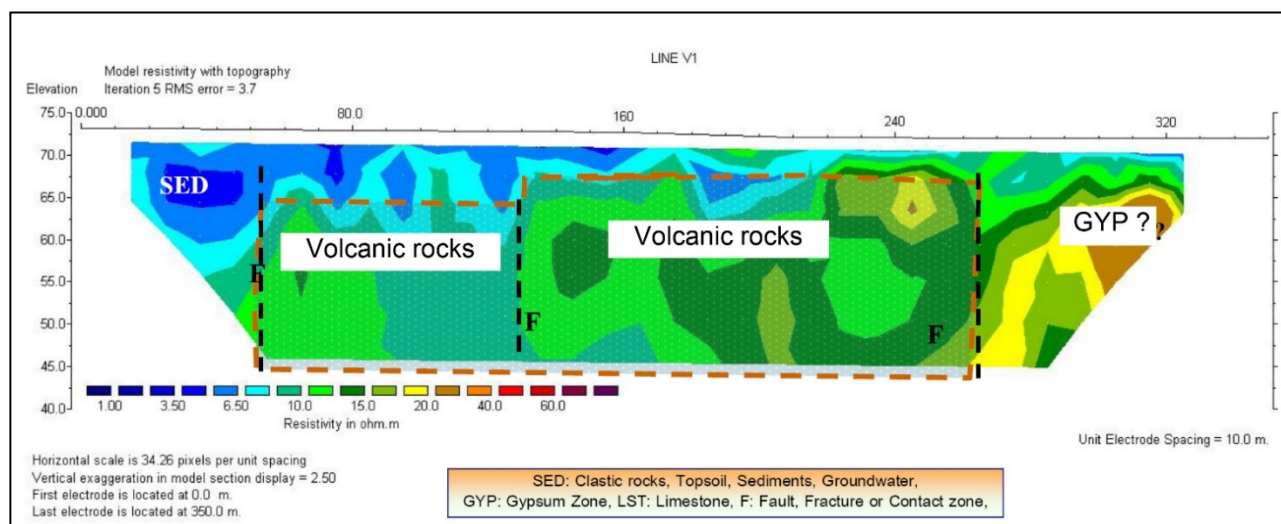 LINE V1
Model resistivity with topography
Iteration 5 RMS error = 3.7
Elevation
75.0 0.000 80.0 160 240 320
70.0
65.0
60.0
55.0
50.0
45.0
40.0
SED
Volcanic rocks
Volcanic rocks
GYP ?
?
F
F
F
1.00 3.50 6.50 10.0 15.0 20.0 40.0 60.0
Resistivity in ohm.m
Unit Electrode Spacing = 10.0 m.
Horizontal scale is 34.26 pixels per unit spacing
Vertical exaggeration in model section display = 2.50
First electrode is located at 0.0 m.
Last electrode is located at 350.0 m.
SED: Clastic rocks, Topsoil, Sediments, Groundwater,
GYP: Gypsum Zone, LST: Limestone, F: Fault, Fracture or Contact zone,